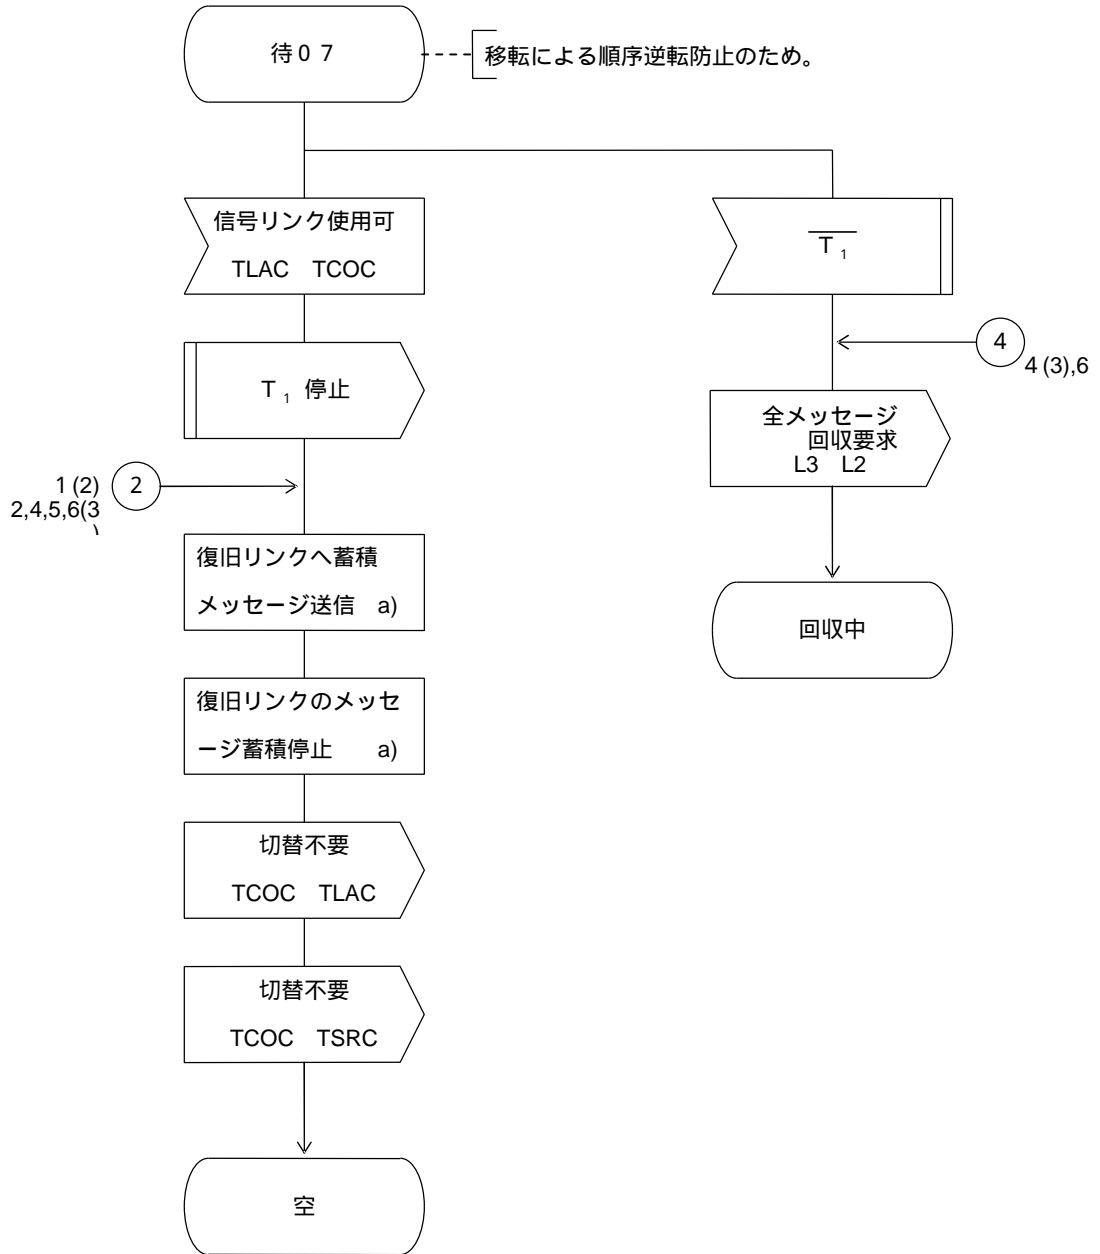 待0 7
移転による順序逆転防止のため。
信号リンク使用可
TLAC TCOC
T 1
T 1 停止
4
4 (3),6
全メッセージ
回収要求
L3 L2
1 (2)
2
2,4,5,6(3
)
復旧リンクへ蓄積
メッセージ送信 a)
回収中
復旧リンクのメッセ
ージ蓄積停止 a)
切替不要
TCOC TLAC
切替不要
TCOC TSRC
空